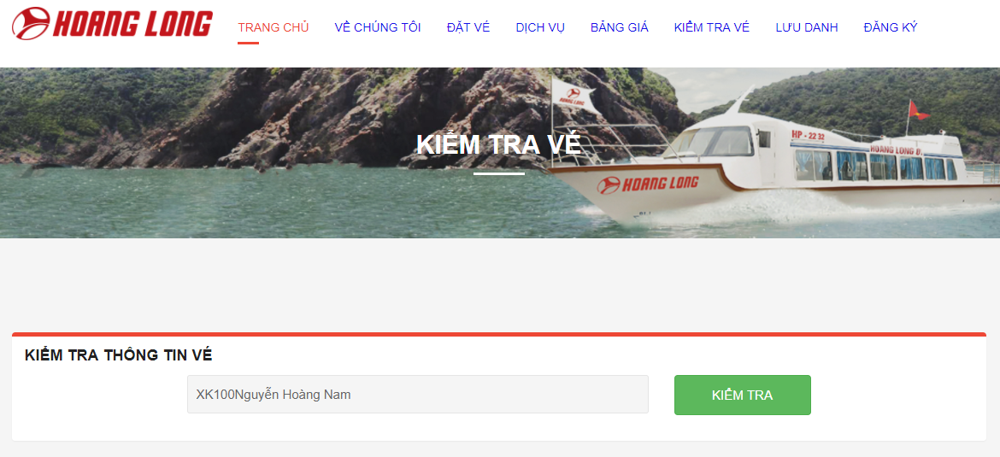 HOANG LONG
TRANG CHỦ VỀ CHÚNG TÔI ĐẶT VÉ DỊCH VỤ BẢNG GIÁ KIỂM TRA VÉ LƯU DANH ĐĂNG KÝ
HOANG LONG
KIỂM TRA VÉ
HP - 22 32
HOANG LONG 0.
HOANG LONG
KIỂM TRA THÔNG TIN VÉ
XK100Nguyễn Hoàng Nam
KIỂM TRA